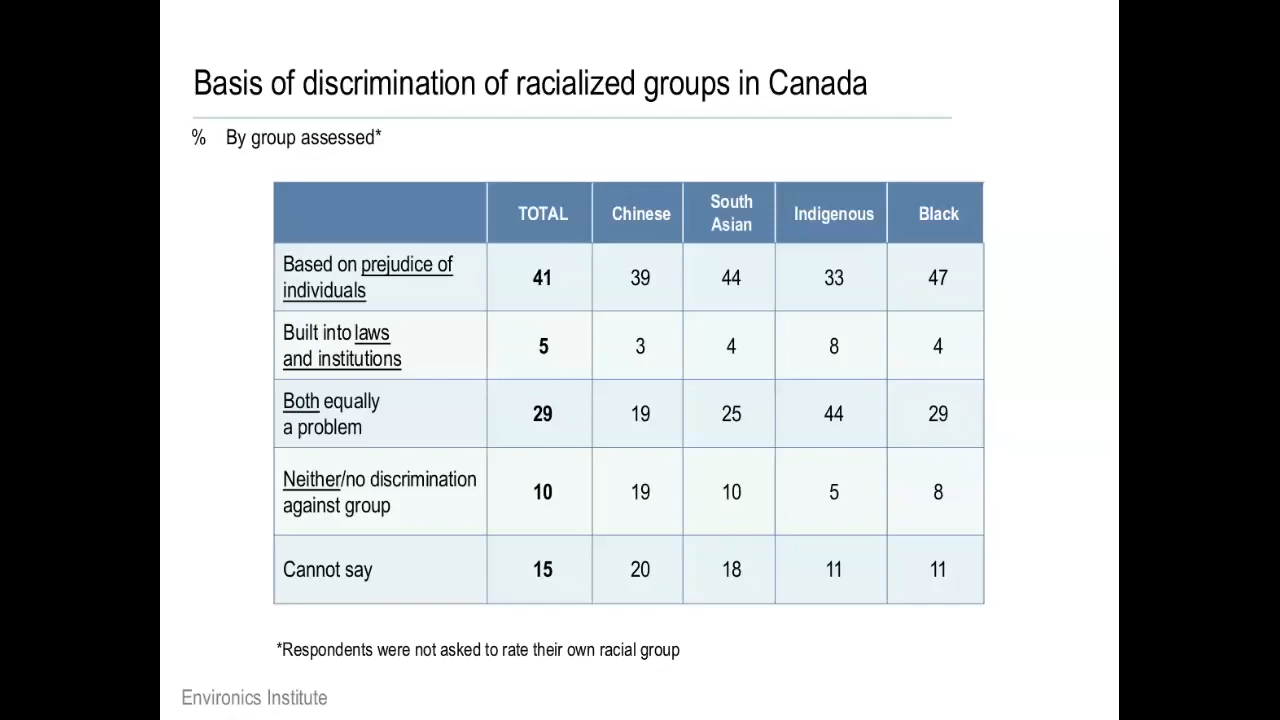 Basis of discrimination of racialized groups in Canada
% By group assessed*
TOTAL Chinese South Asian Indigenous Black
Based on prejudice of individuals 41 39 44 33 47
Built into laws and institutions 5 3 4 8 4
Both equally a problem 29 19 25 44 29
Neither/no discrimination against group 10 19 10 5 8
Cannot say 15 20 18 11 11
*Respondents were not asked to rate their own racial group
Environics Institute